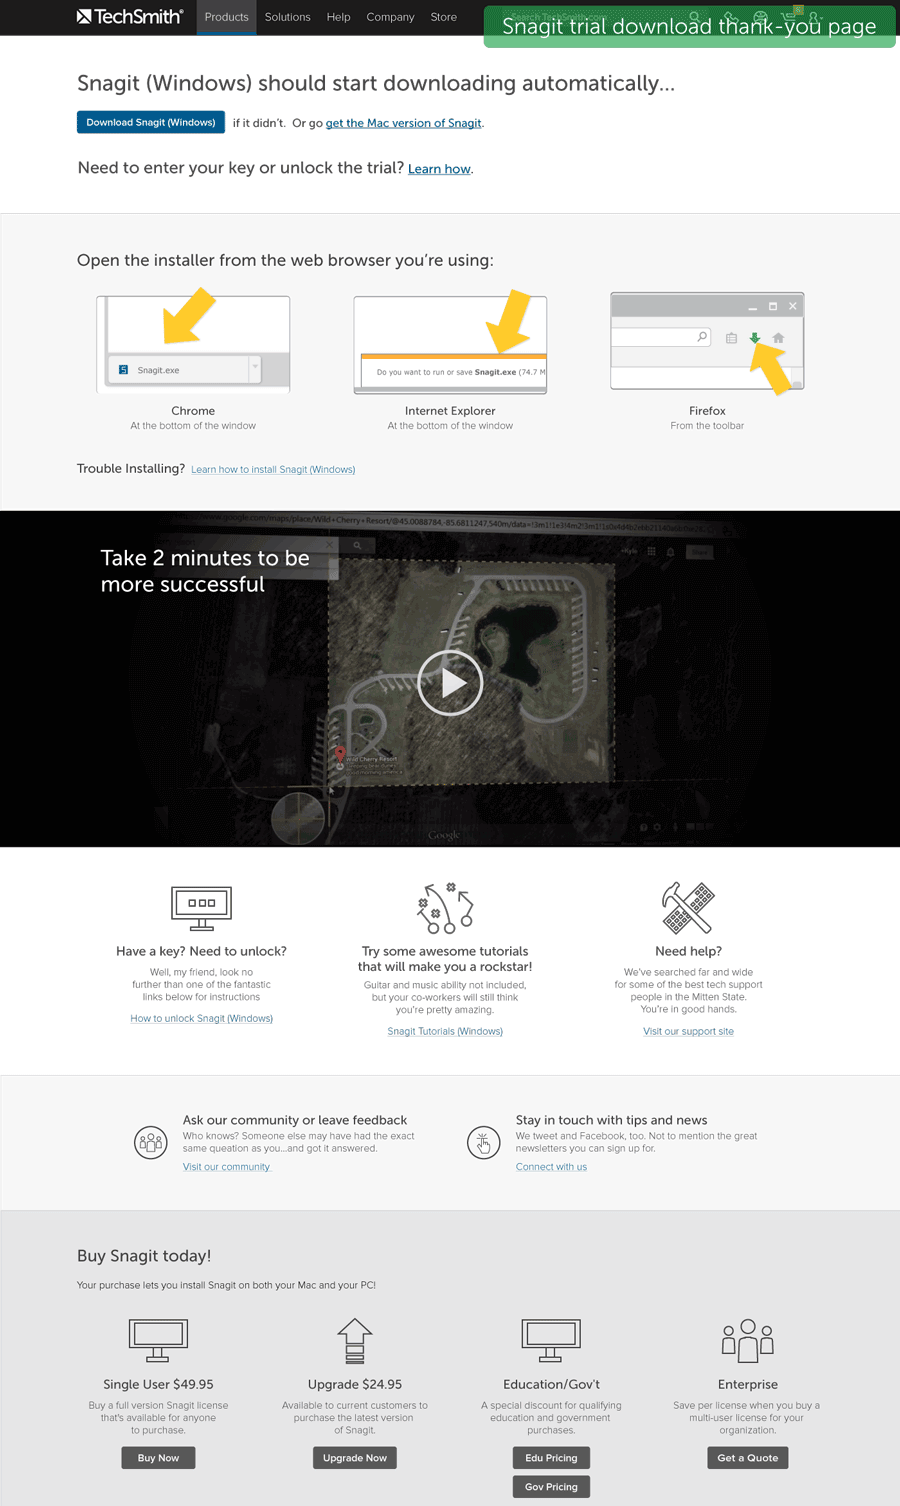 TechSmith®
Products
Solutions
Help
Company
Store
Search TechSmith.com
Snagit trial download thank-you page
Snagit (Windows) should start downloading automatically...
Download Snagit (Windows) if it didn't. Or go get the Mac version of Snagit.
Need to enter your key or unlock the trial? Learn how.
Open the installer from the web browser you're using:
Snagit.exe
Do you want to run or save Snagit.exe (74.7 M
Chrome
At the bottom of the window
Internet Explorer
At the bottom of the window
Firefox
From the toolbar
Trouble Installing? Learn how to install Snagit (Windows)
Take 2 minutes to be
more successful
Share
Wild Cherry Resort
Google
Have a key? Need to unlock?
Well, my friend, look no
further than one of the fantastic
links below for instructions
How to unlock Snagit (Windows)
Try some awesome tutorials
that will make you a rockstar!
Guitar and music ability not included,
but your co-workers will still think
you're pretty amazing.
Snagit Tutorials (Windows)
Need help?
We've searched far and wide
for some of the best tech support
people in the Mitten State.
You're in good hands.
Visit our support site
Ask our community or leave feedback
Who knows? Someone else may have had the exact
same queation as you...and got it answered.
Visit our community
Stay in touch with tips and news
We tweet and Facebook, too. Not to mention the great
newsletters you can sign up for.
Connect with us
Buy Snagit today!
Your purchase lets you install Snagit on both your Mac and your PC!
Single User $49.95
Buy a full version Snagit license
that's available for anyone
to purchase.
Buy Now
Upgrade $24.95
Available to current customers to
purchase the latest version
of Snagit.
Upgrade Now
Education/Gov't
A special discount for qualifying
education and government
purchases.
Edu Pricing
Gov Pricing
Enterprise
Save per license when you buy a
multi-user license for your
organization.
Get a Quote